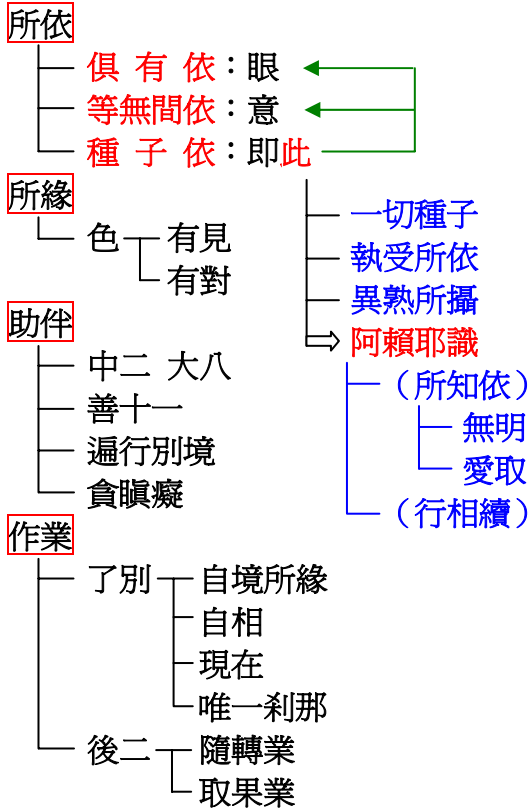 所依
俱有依：眼
等無間依：意
種子依：即此
一切種子
執受所依
異熟所攝
阿賴耶識
（所知依）
無明
愛取
（行相續）
所緣
色
有見
有對
助伴
中二 大八
善十一
遍行別境
貪瞋癡
作業
了別
自境所緣
自相
現在
唯一剎那
後二
隨轉業
取果業